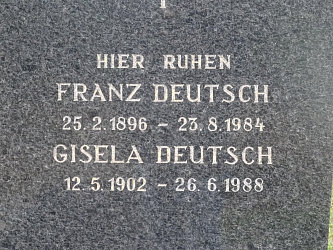 HIER RUHEN
FRANZ DEUTSCH
25.2.1896 – 23.8.1984
GISELA DEUTSCH
12.5.1902 – 26.6.1988